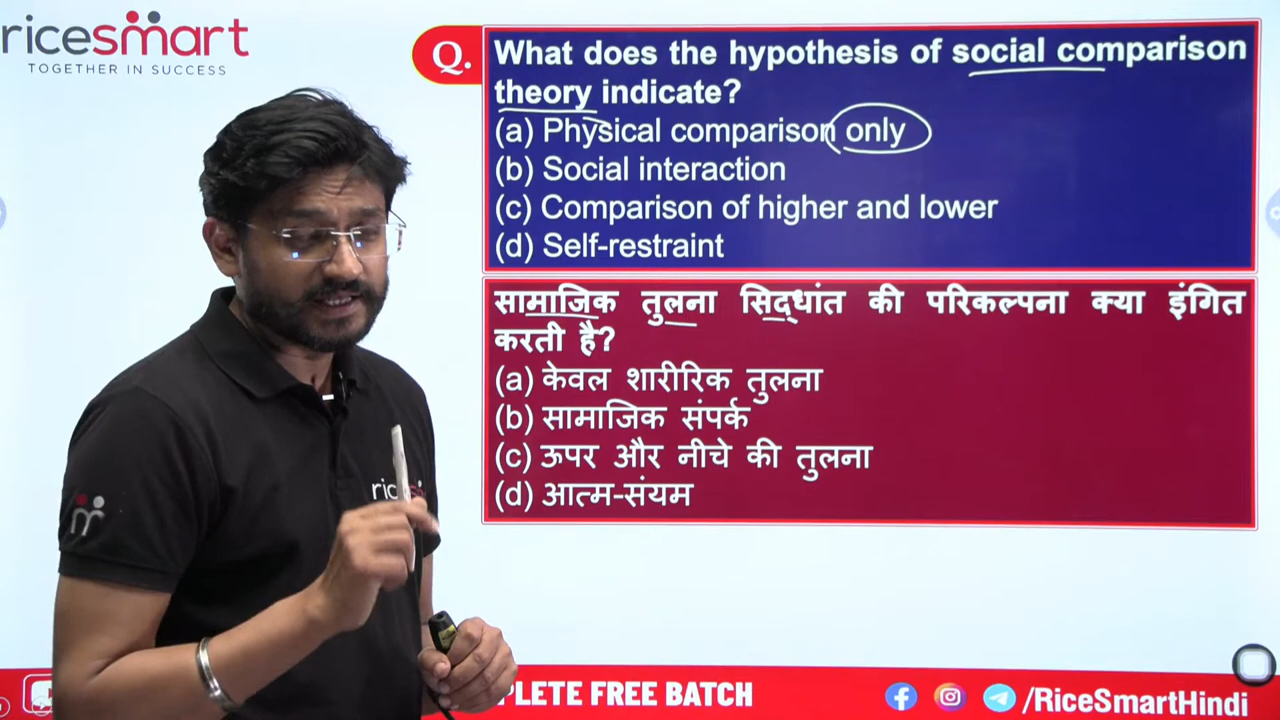 ricesmart
TOGETHER IN SUCCESS
Q.
What does the hypothesis of social comparison
theory indicate?
(a) Physical comparison only
(b) Social interaction
(c) Comparison of higher and lower
(d) Self-restraint
सामाजिक तुलना सिद्धांत की परिकल्पना क्या इंगित
करती है?
(a) केवल शारीरिक तुलना
(b) सामाजिक संपर्क
(c) ऊपर और नीचे की तुलना
(d) आत्म-संयम
FREE BATCH
/RiceSmartHindi